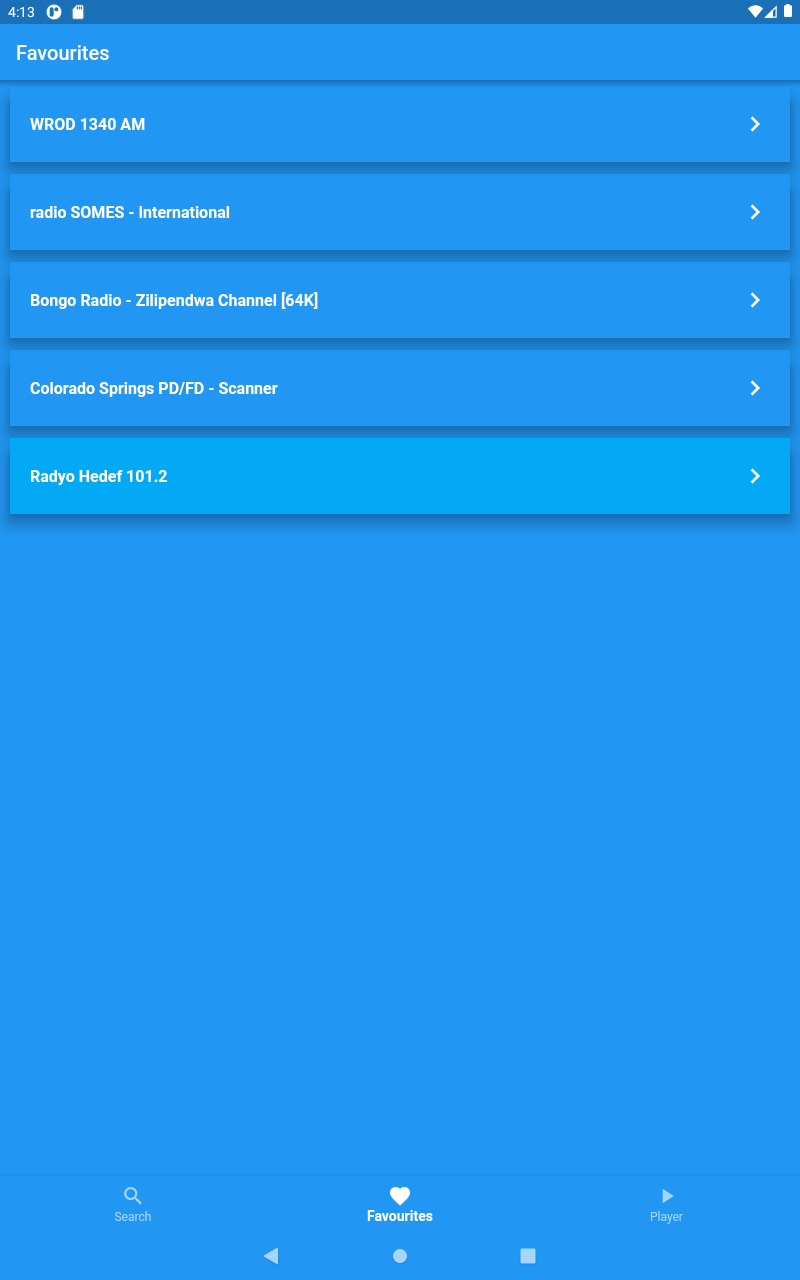 4:13
Favourites
WROD 1340 AM
radio SOMES - International
Bongo Radio - Zilipendwa Channel [64K]
Colorado Springs PD/FD - Scanner
Radyo Hedef 101.2
Search
Favourites
Player